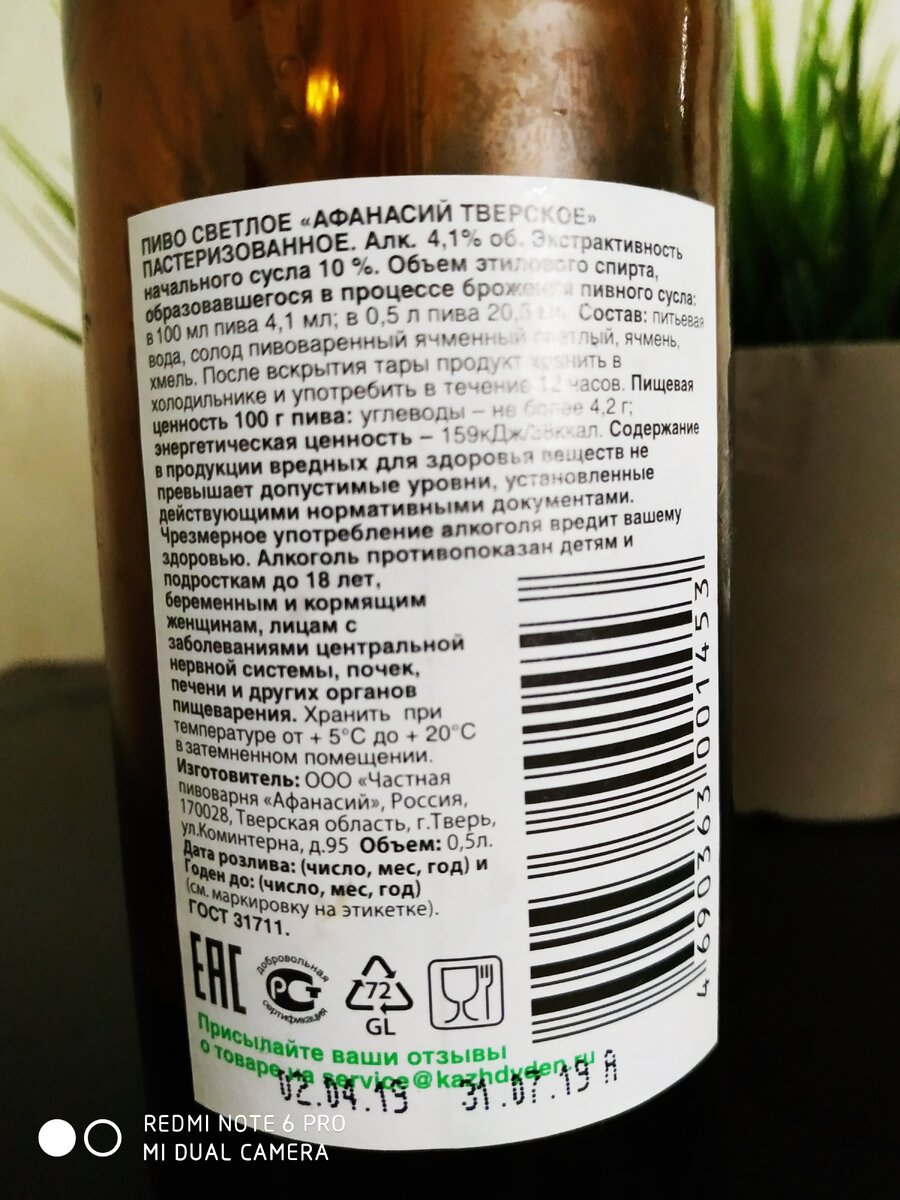 ПИВО СВЕТЛОЕ «АФАНАСИЙ ТВЕРСКОЕ»
ПАСТЕРИЗОВАННОЕ. Алк. 4,1% об. Экстрактивность
начального сусла 10 %. Объем этилового спирта,
образовавшегося в процессе брожения пивного сусла:
в 100 мл пива 4,1 мл; в 0,5 л пива Состав: питьевая
вода, солод пивоваренный ячменный светлый, ячмень,
хмель. После вскрытия тары продукт хранить в
холодильнике и употребить в течение 12 часов. Пищевая
ценность 100 г пива: углеводы – не более 4,2 г;
энергетическая ценность – 159кДж/38ккал. Содержание
в продукции вредных для здоровья веществ не
превышает допустимые уровни, установленные
действующими нормативными документами.
Чрезмерное употребление алкоголя вредит вашему
здоровью. Алкоголь противопоказан детям и
подросткам до 18 лет,
беременным и кормящим
женщинам, лицам с
заболеваниями центральной
нервной системы, почек,
печени и других органов
пищеварения. Хранить при
температуре от + 5°С до + 20°С
в затемненном помещении.
Изготовитель: ООО «Частная
пивоварня «Афанасий», Россия,
170028, Тверская область, г.Тверь,
ул.Коминтерна, д.95 Объем: 0,5л.
Дата розлива: (число, мес, год) и
Годен до: (число, мес, год)
(см. маркировку на этикетке).
ГОСТ 31711.
4 690363 001453
ЕАС
добровольная
РСТ
сертификация
72
GL
Присылайте ваши отзывы
о товаре на service@kazhdyden.ru
02.04.19 31.07.19 А
REDMI NOTE 6 PRO
MI DUAL CAMERA